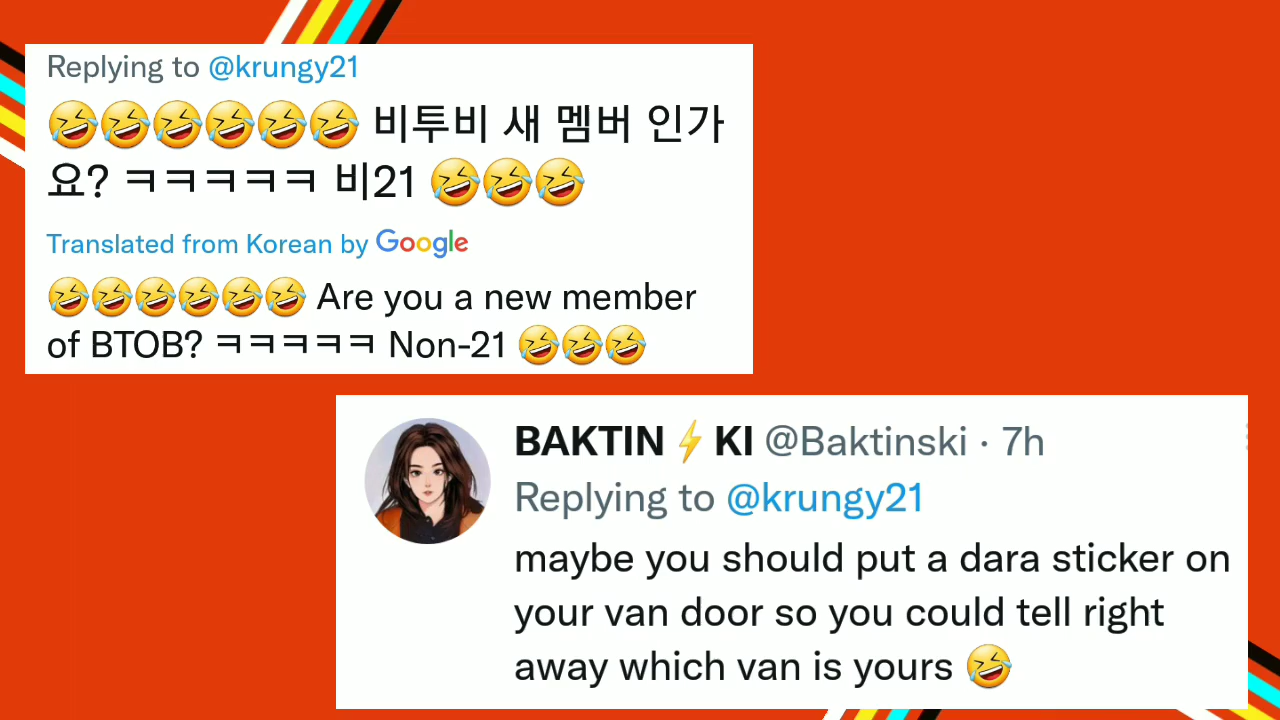 Replying to @krungy21
🤣🤣🤣🤣🤣🤣 비투비 새 멤버 인가
요? ㅋㅋㅋㅋㅋ 비21 🤣🤣🤣
Translated from Korean by Google
🤣🤣🤣🤣🤣🤣 Are you a new member
of BTOB? ㅋㅋㅋㅋㅋ Non-21 🤣🤣🤣
BAKTIN⚡KI @Baktinski · 7h
Replying to @krungy21
maybe you should put a dara sticker on
your van door so you could tell right
away which van is yours 🤣